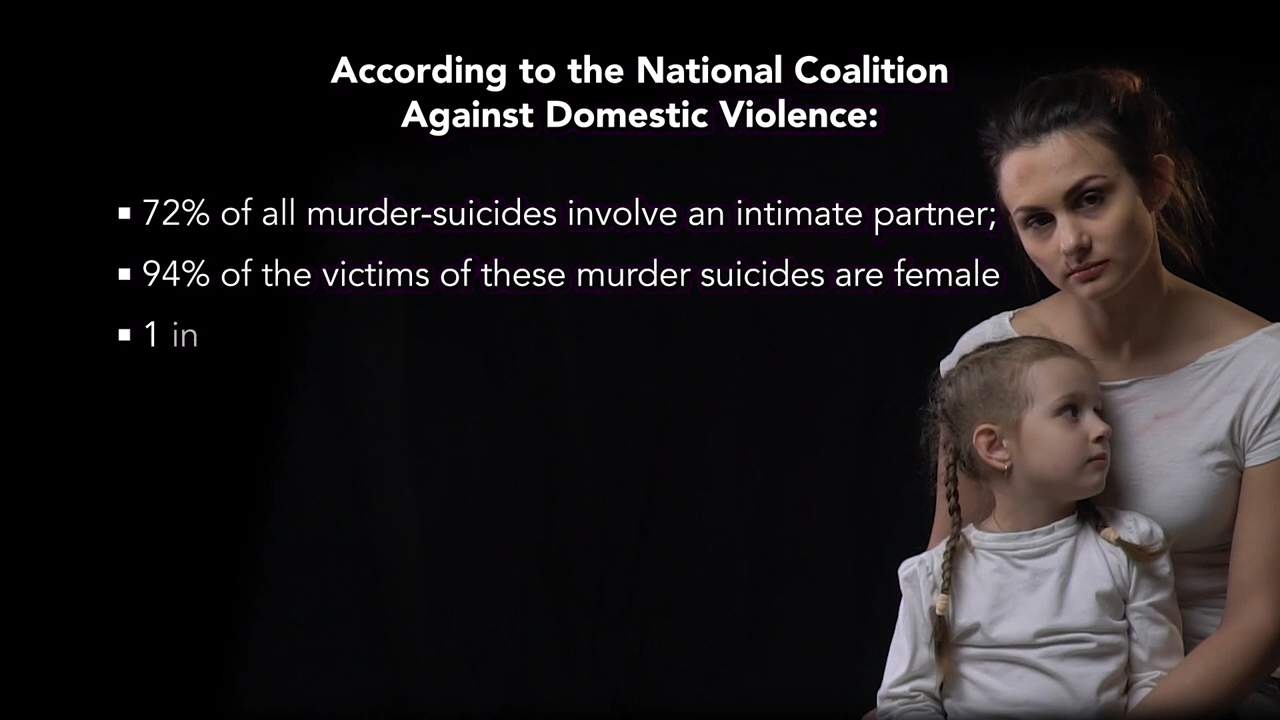 According to the National Coalition
Against Domestic Violence:
▪ 72% of all murder-suicides involve an intimate partner;
▪ 94% of the victims of these murder suicides are female
▪ 1 in